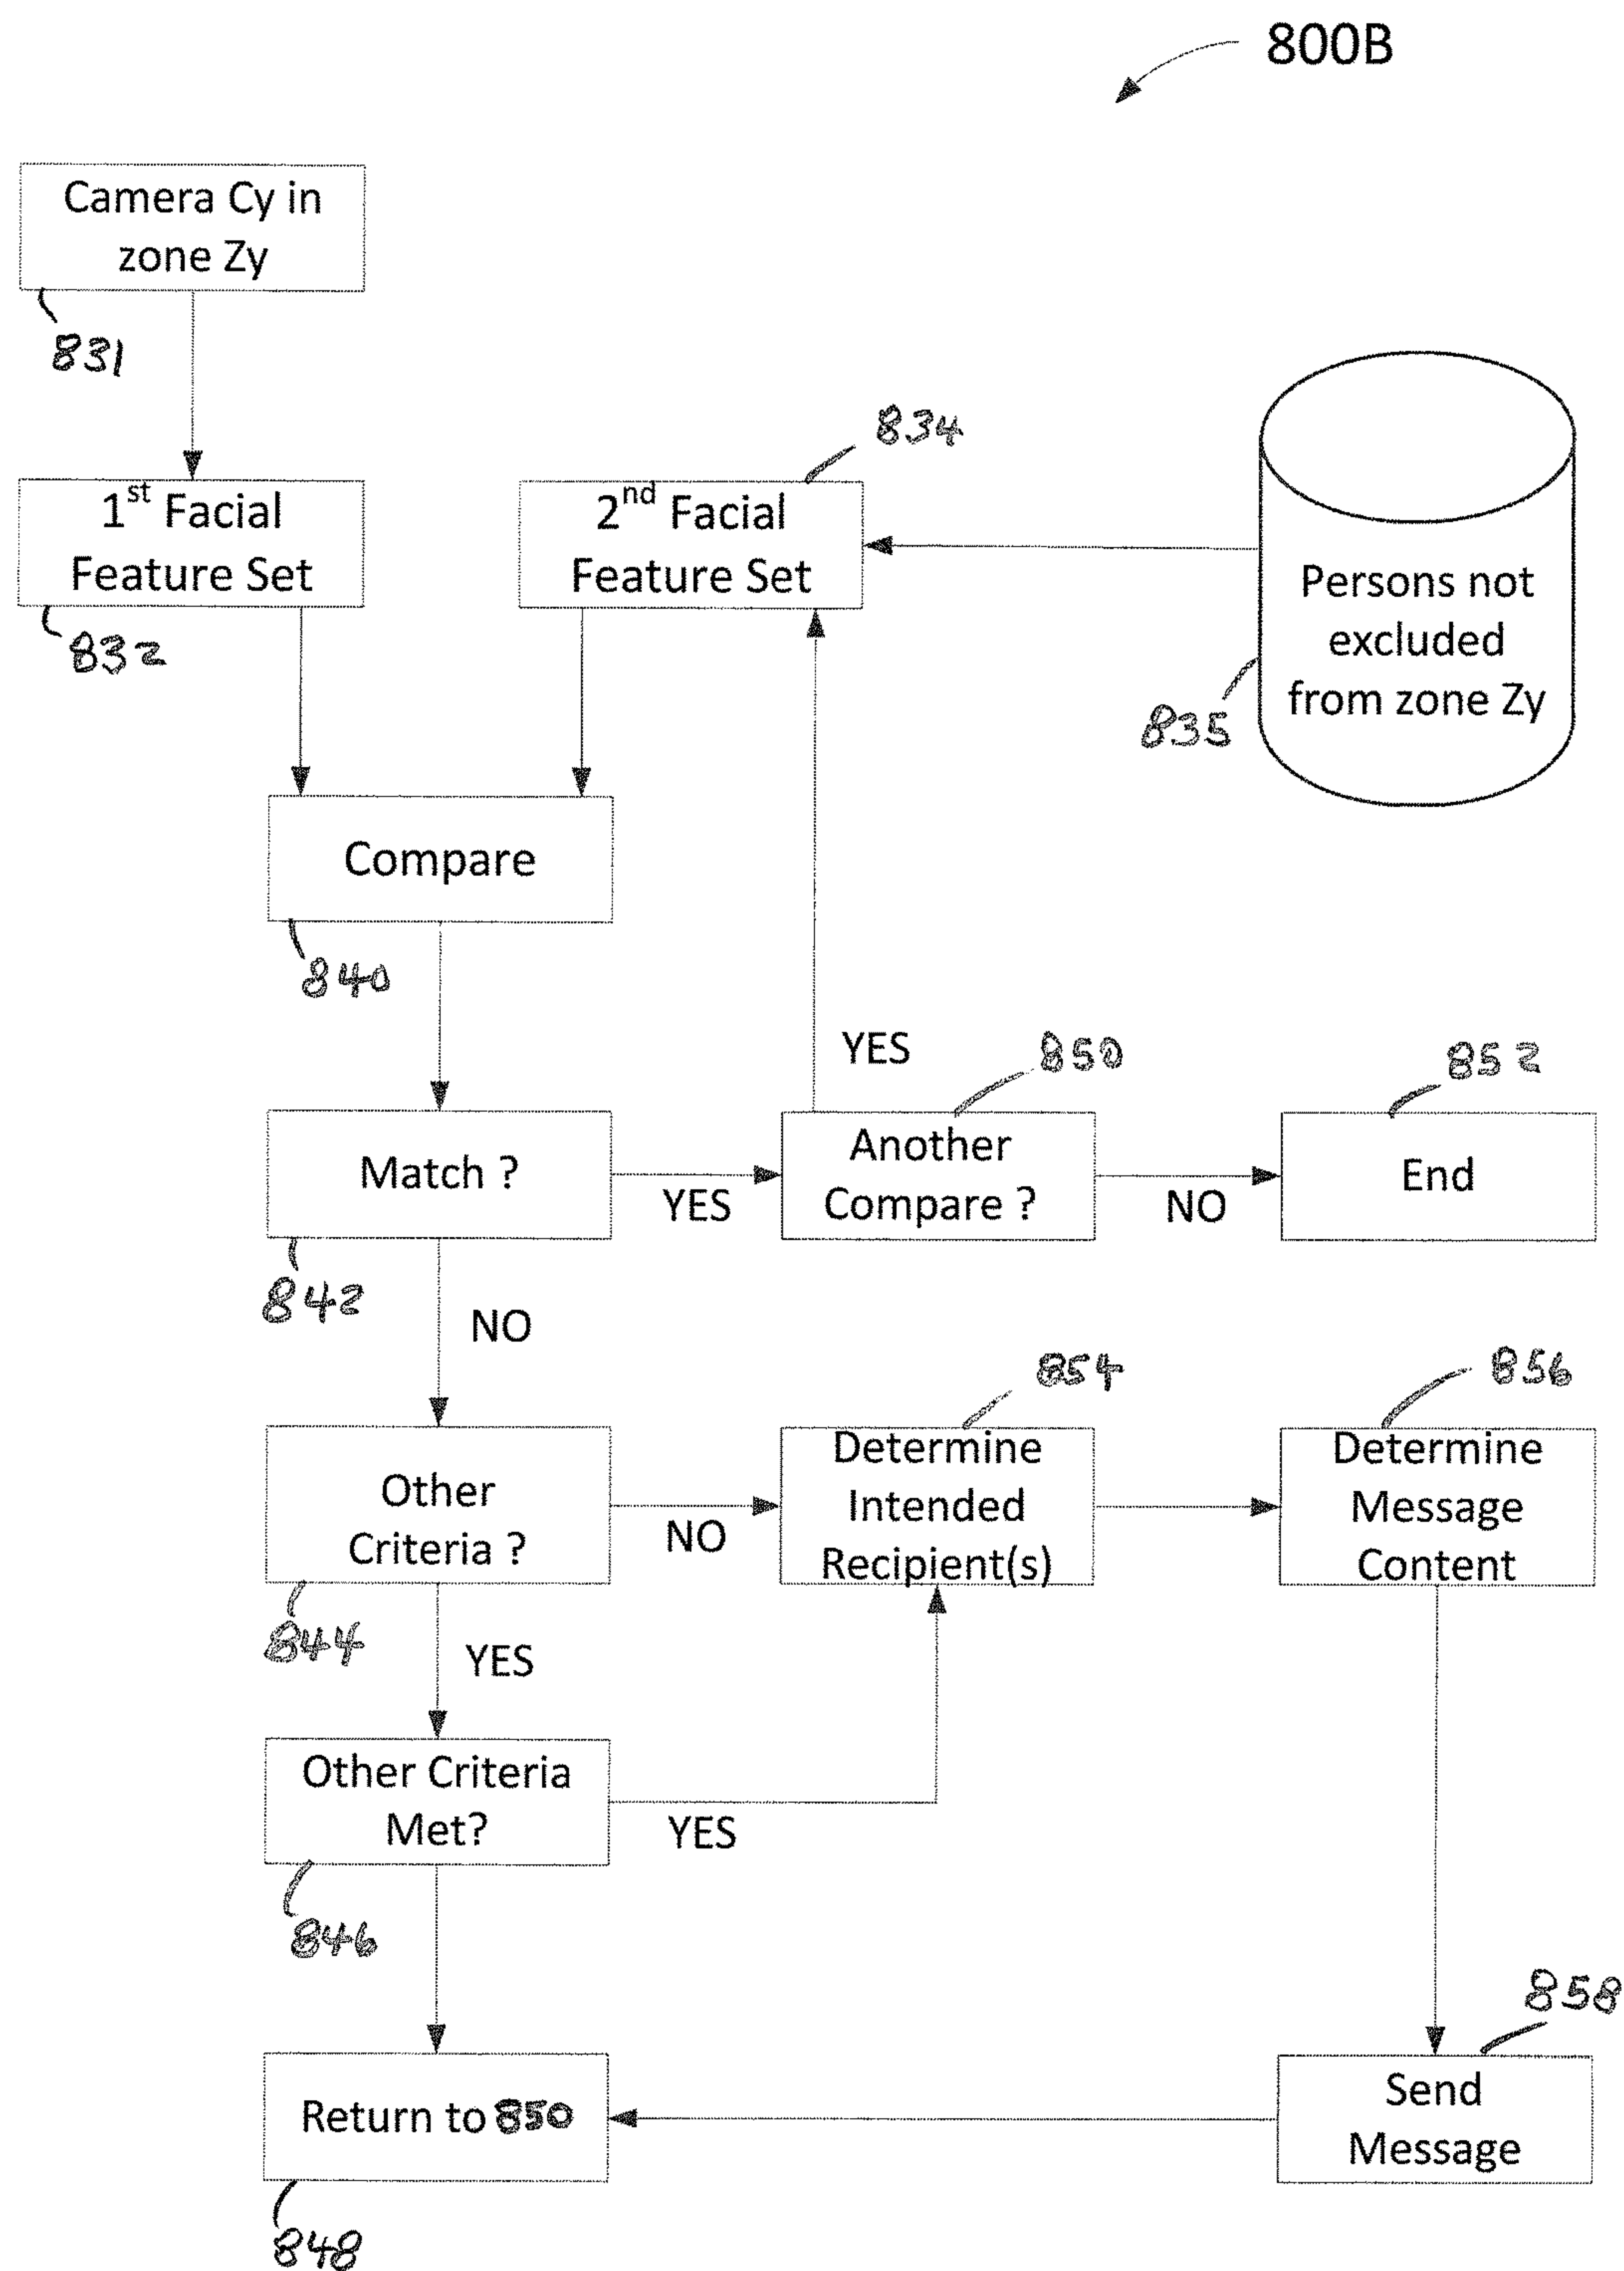 800B
Camera Cy in
zone Zy
831
834
1st Facial
Feature Set
832
2nd Facial
Feature Set
Persons not
excluded
from zone Zy
835
Compare
840
YES
850
852
Match ?
YES
Another
Compare ?
NO
End
842
NO
854
856
Other
Criteria ?
NO
Determine
Intended
Recipient(s)
Determine
Message
Content
844
YES
Other Criteria
Met?
YES
846
858
Return to 850
Send
Message
848